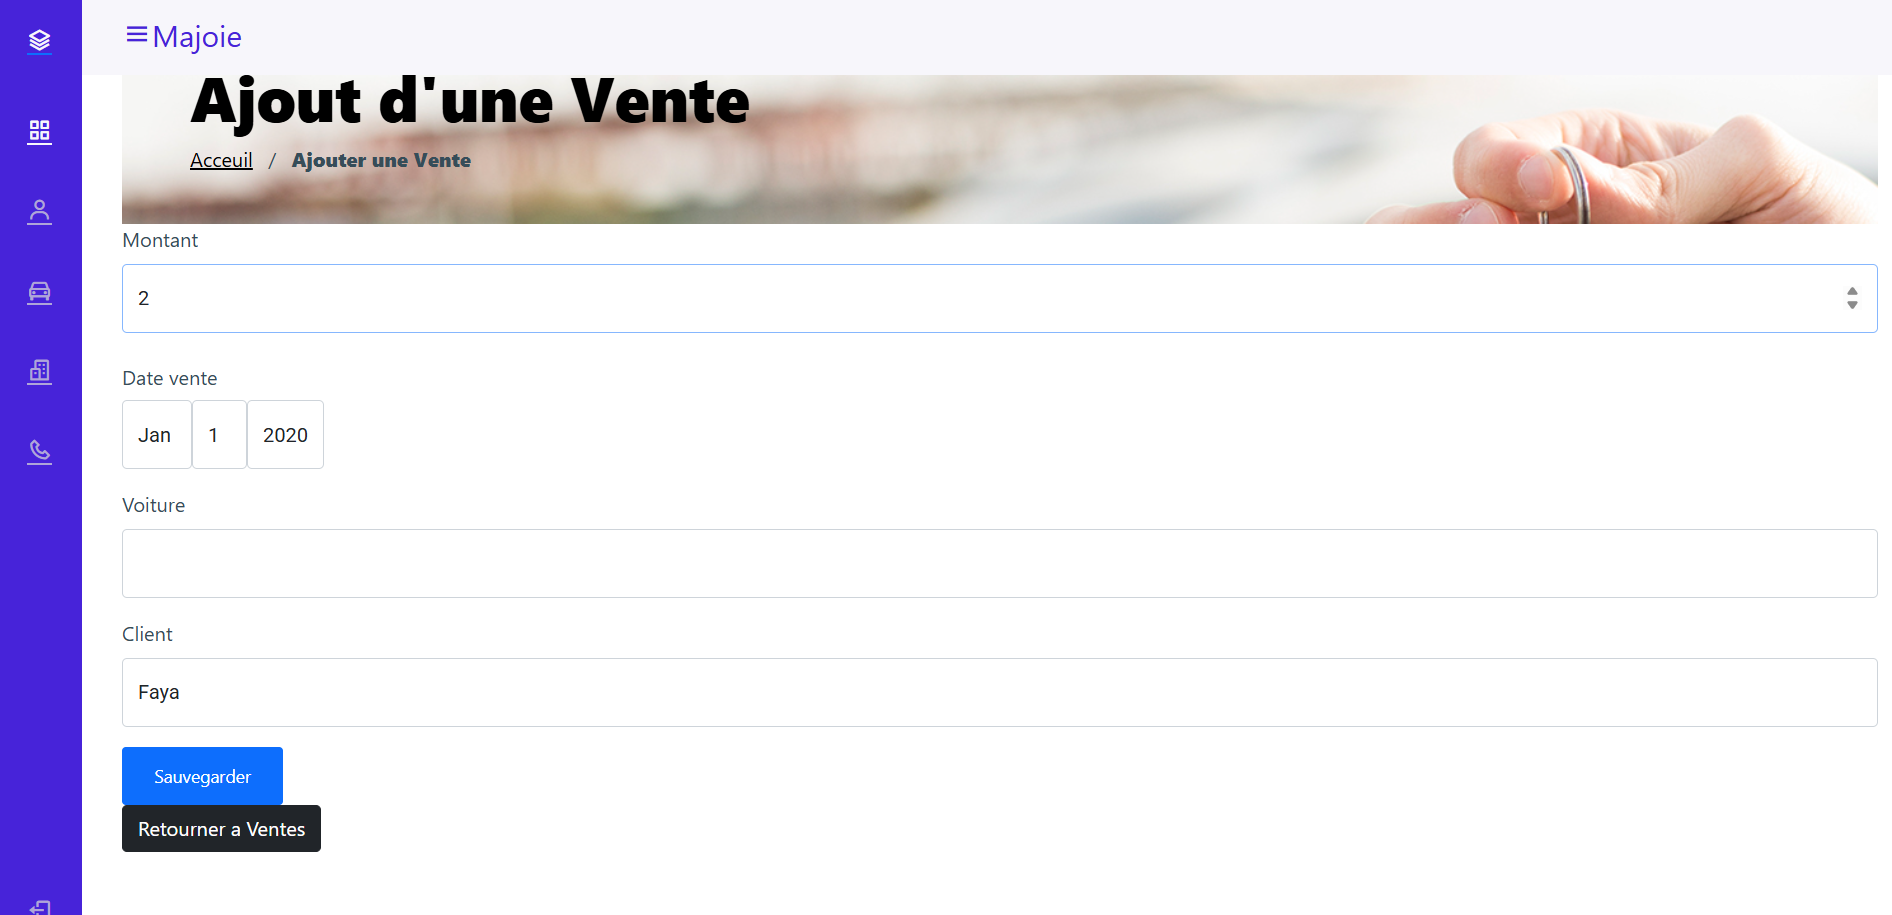 Majoie
Ajout d'une Vente
Acceuil / Ajouter une Vente
Montant
2
Date vente
Jan 1 2020
Voiture
Client
Faya
Sauvegarder
Retourner a Ventes